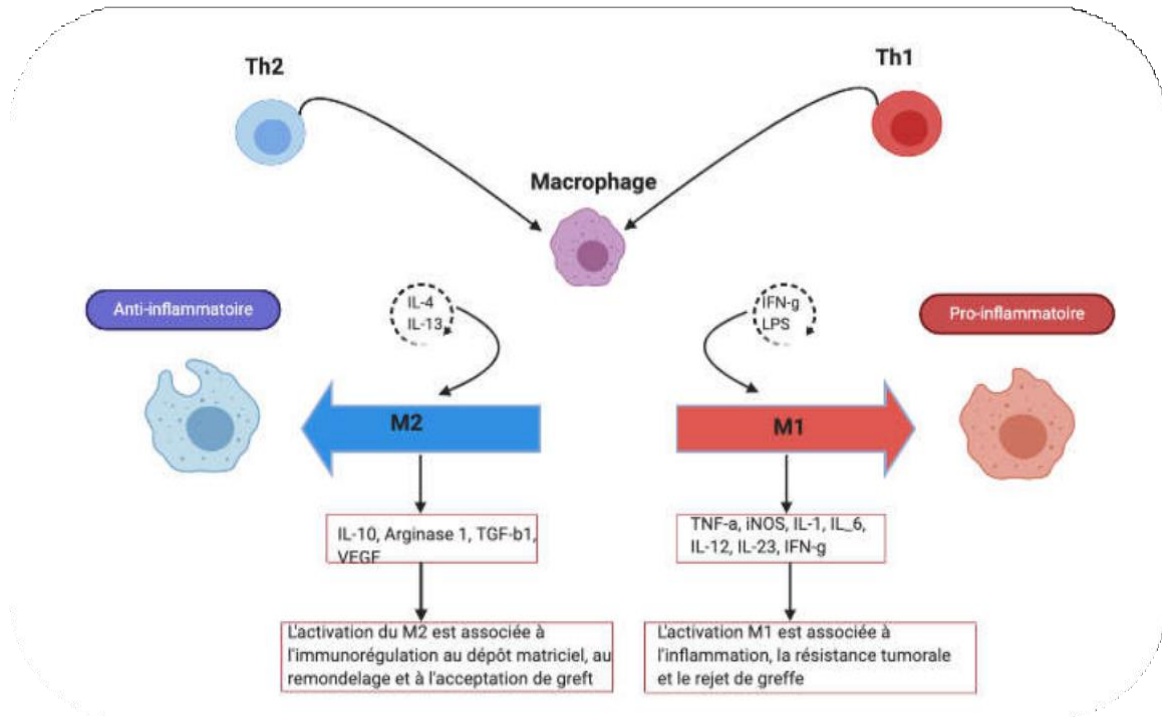 Th2
Th1
Macrophage
Anti-inflammatoire
IL-4
IL-13
IFN-g
LPS
Pro-inflammatoire
M2
M1
IL-10, Arginase 1, TGF-b1,
VEGF
TNF-a, iNOS, IL-1, IL_6,
IL-12, IL-23, IFN-g
L'activation du M2 est associée à
l'immunorégulation au dépôt matriciel, au
remondelage et à l'acceptation de greft
L'activation M1 est associée à
l'inflammation, la résistance tumorale
et le rejet de greffe